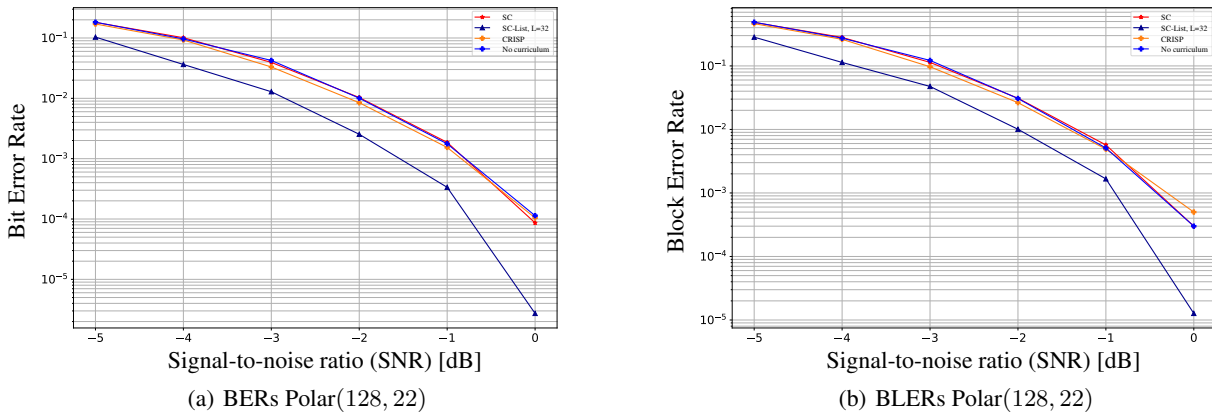 SC
SC-List, L=32
CRISP
No curriculum
10⁻¹
10⁻²
10⁻³
10⁻⁴
10⁻⁵
Bit Error Rate
−5
−4
−3
−2
−1
0
Signal-to-noise ratio (SNR) [dB]
(a) BERs Polar(128, 22)
SC
SC-List, L=32
CRISP
No curriculum
10⁻¹
10⁻²
10⁻³
10⁻⁴
10⁻⁵
Block Error Rate
−5
−4
−3
−2
−1
0
Signal-to-noise ratio (SNR) [dB]
(b) BLERs Polar(128, 22)